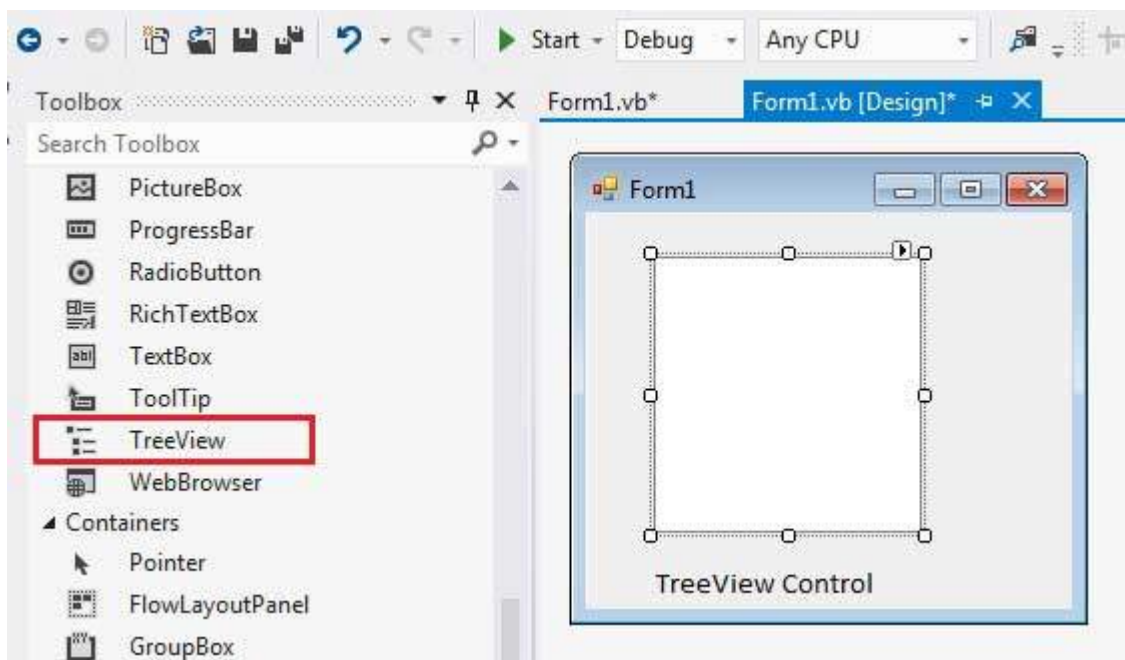 Start Debug Any CPU
Toolbox
Form1.vb*
Form1.vb [Design]*
Search Toolbox
PictureBox
ProgressBar
RadioButton
RichTextBox
TextBox
ToolTip
TreeView
WebBrowser
Containers
Pointer
FlowLayoutPanel
GroupBox
Form1
TreeView Control